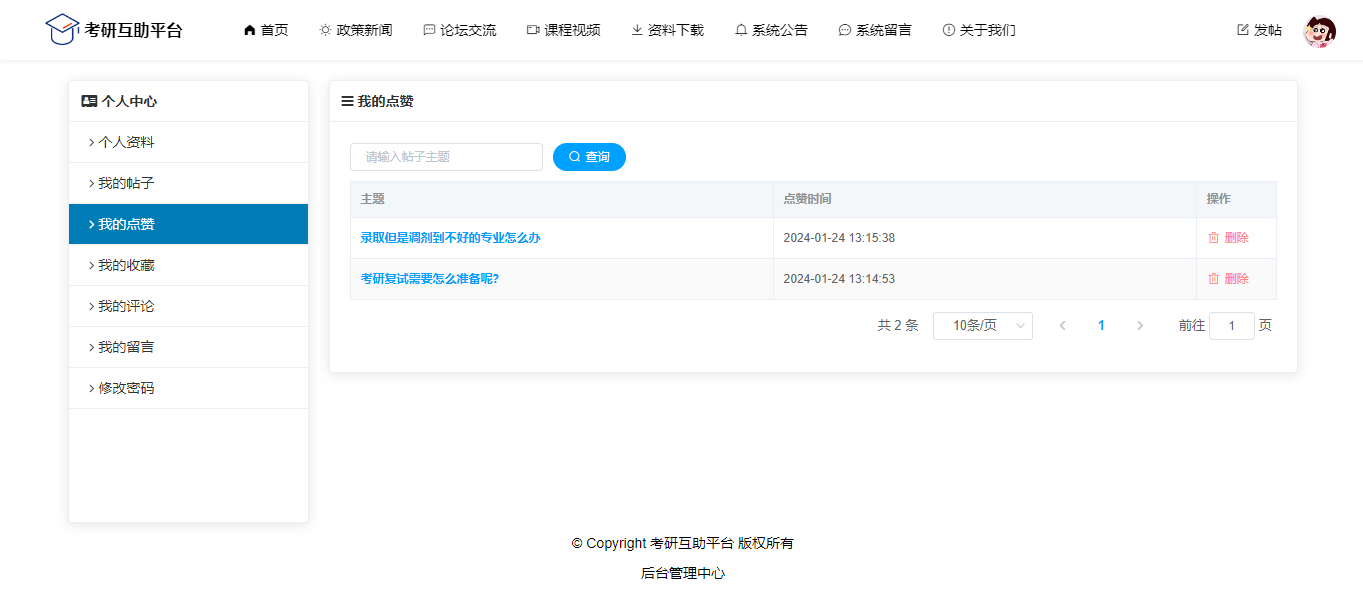 考研互助平台 首页 政策新闻 论坛交流 课程视频 资料下载 系统公告 系统留言 关于我们 发帖
个人中心
个人资料
我的帖子
我的点赞
我的收藏
我的评论
我的留言
修改密码
我的点赞
请输入帖子主题 查询
主题 点赞时间 操作
录取但是调剂到不好的专业怎么办 2024-01-24 13:15:38 删除
考研复试需要怎么准备呢? 2024-01-24 13:14:53 删除
共 2 条 10条/页 1 前往 1 页
© Copyright 考研互助平台 版权所有
后台管理中心